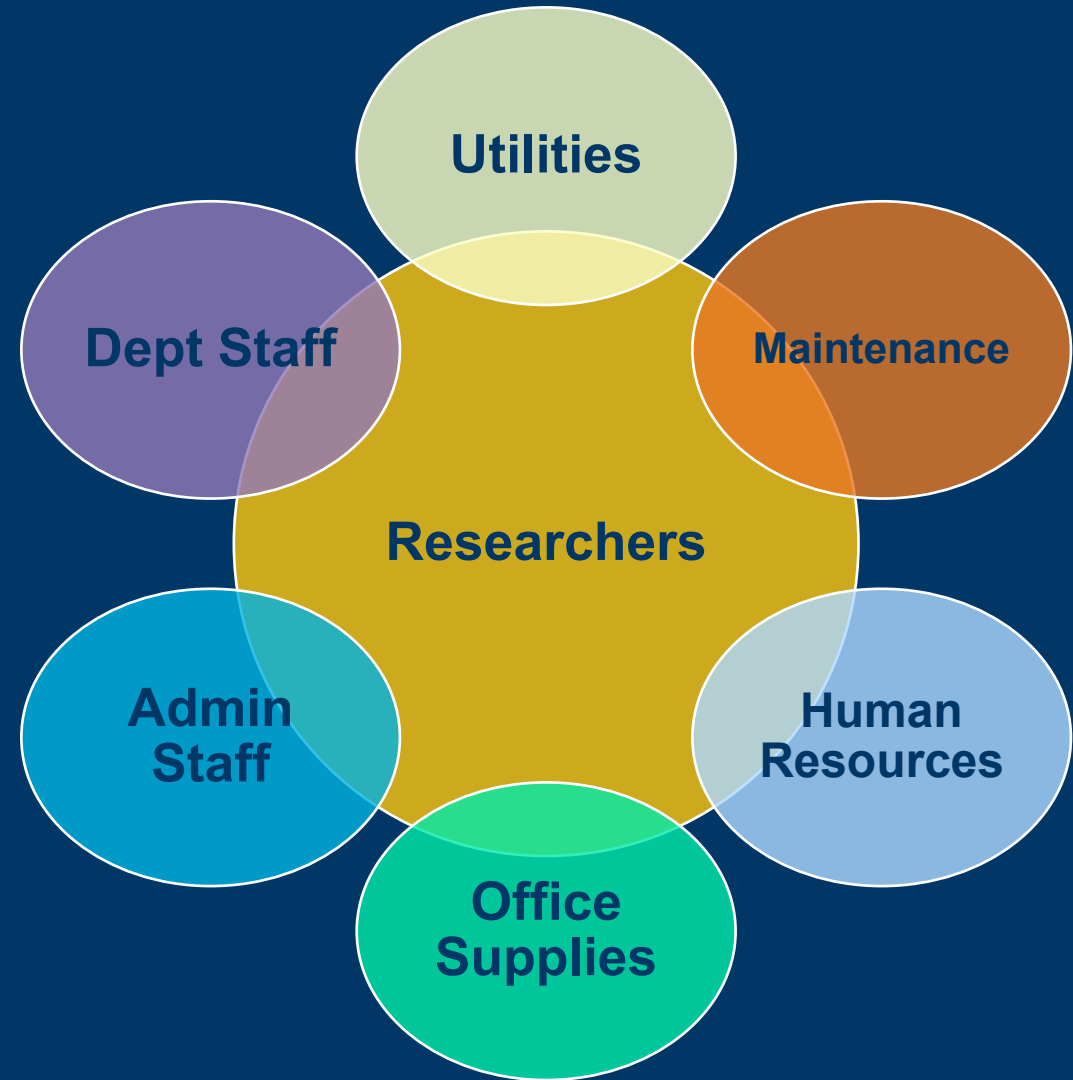 Utilities
Dept Staff
Maintenance
Researchers
Admin
Staff
Human
Resources
Office
Supplies